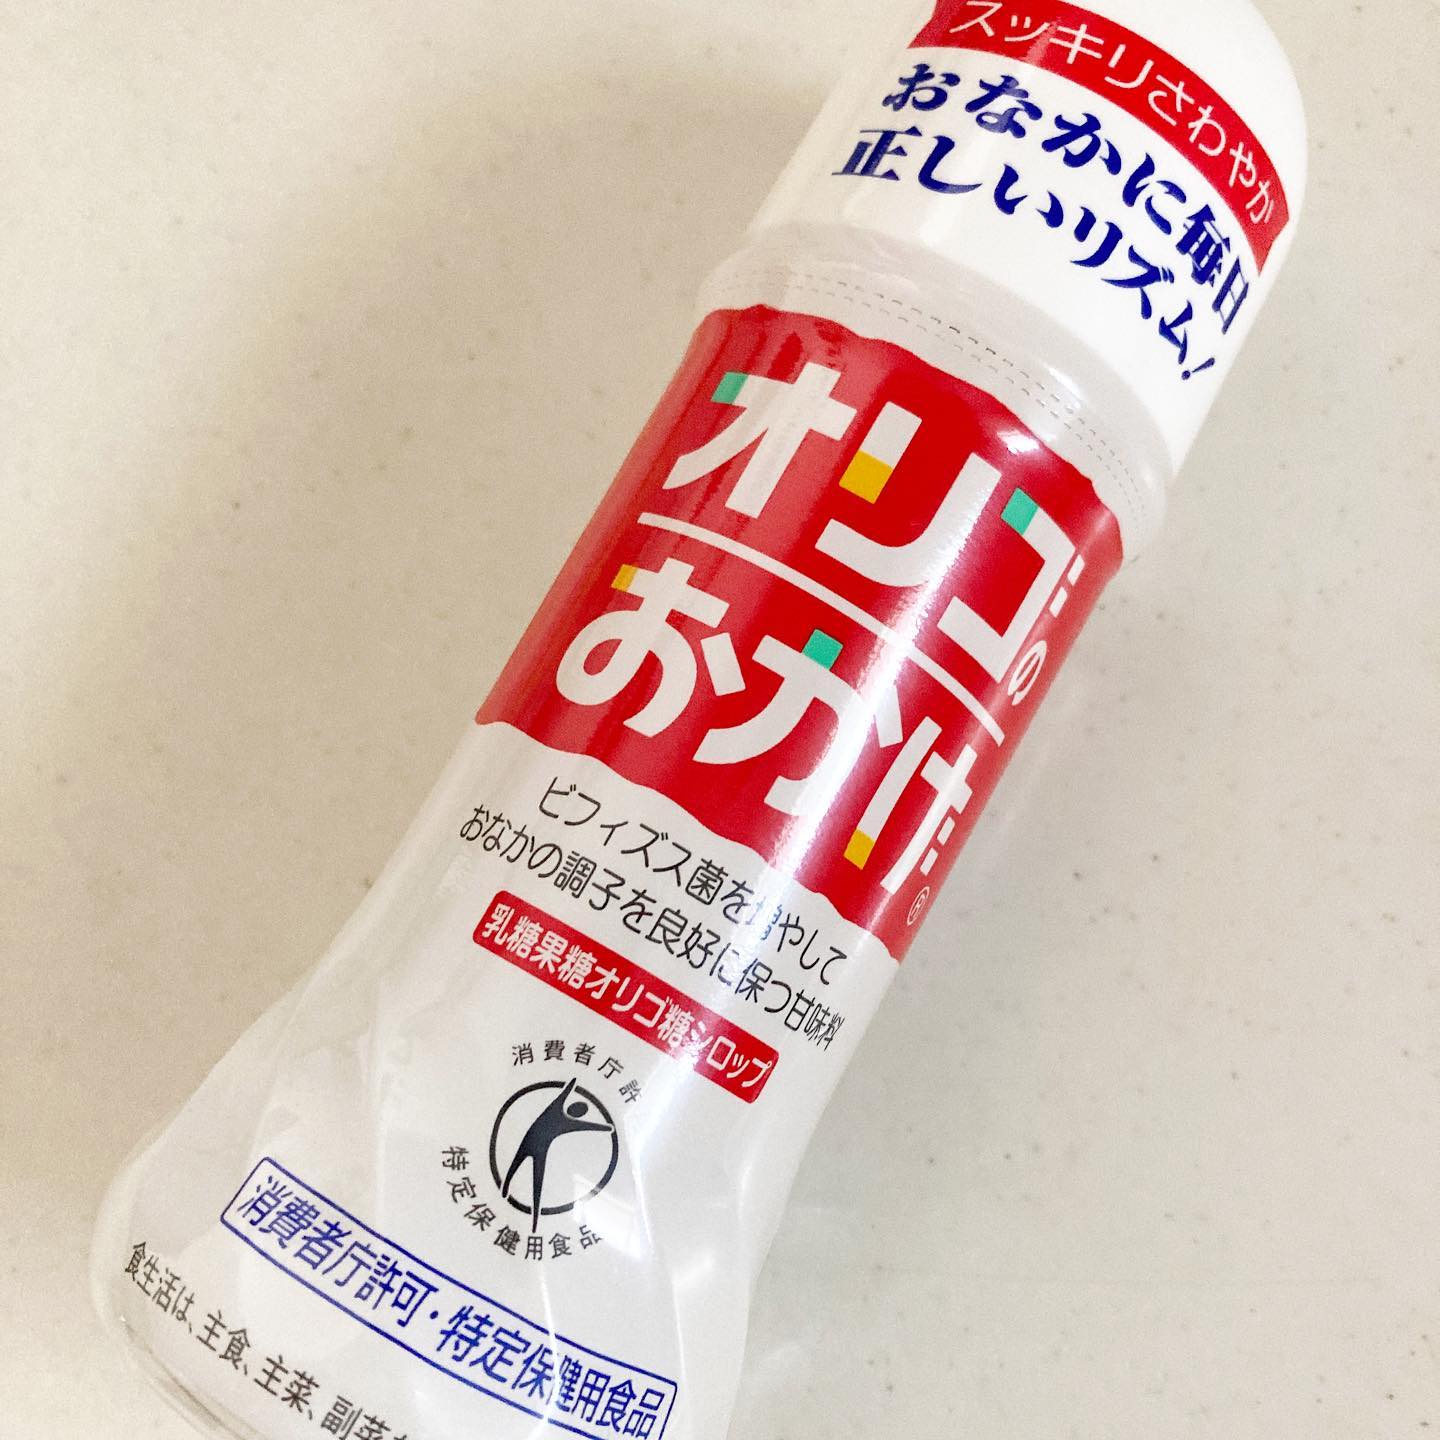 スッキリさわやか
おなかに毎日
正しいリズム!
オリゴの
おかげ®
ビフィズス菌を増やして
おなかの調子を良好に保つ甘味料
乳糖果糖オリゴ糖シロップ
消費者庁許
特定保健用食品
消費者庁許可・特定保健用食品
食生活は、主食、主菜、副菜